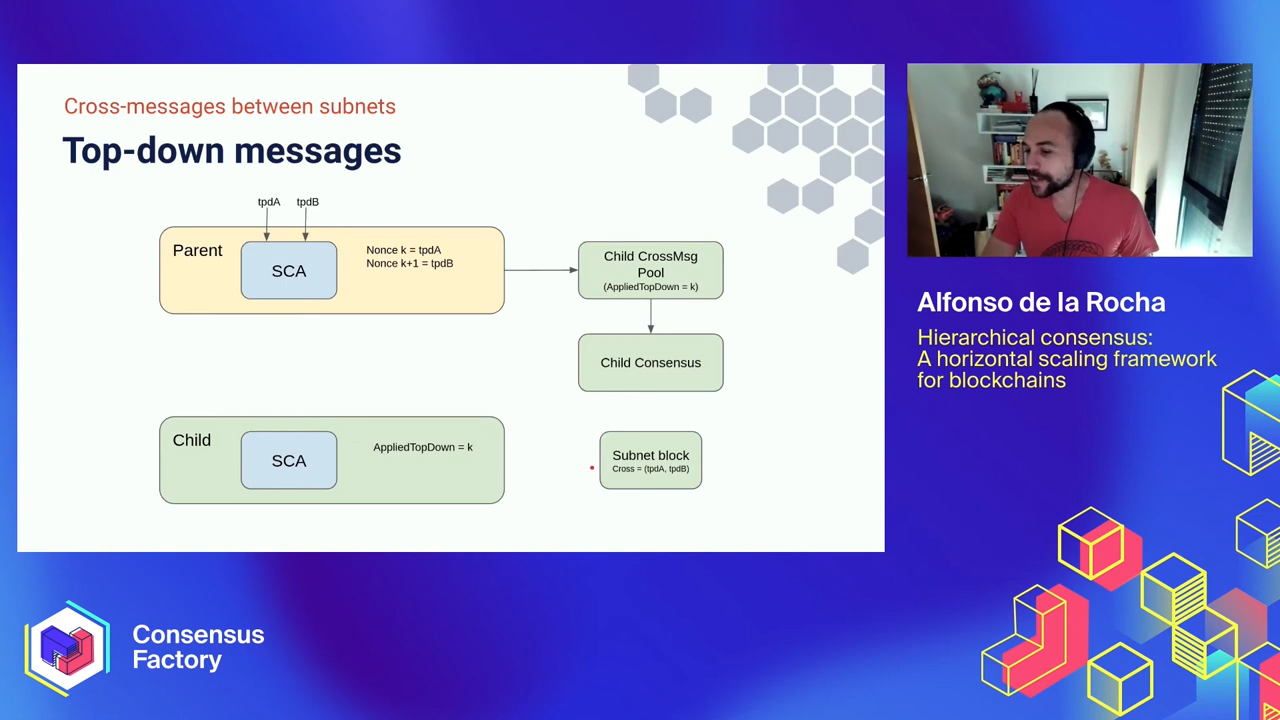 Cross-messages between subnets
Top-down messages
tpdA
tpdB
Parent
SCA
Nonce k = tpdA
Nonce k+1 = tpdB
Child CrossMsg
Pool
(AppliedTopDown = k)
Child Consensus
Child
SCA
AppliedTopDown = k
Subnet block
Cross = (tpdA, tpdB)
Alfonso de la Rocha
Hierarchical consensus:
A horizontal scaling framework
for blockchains
Consensus
Factory